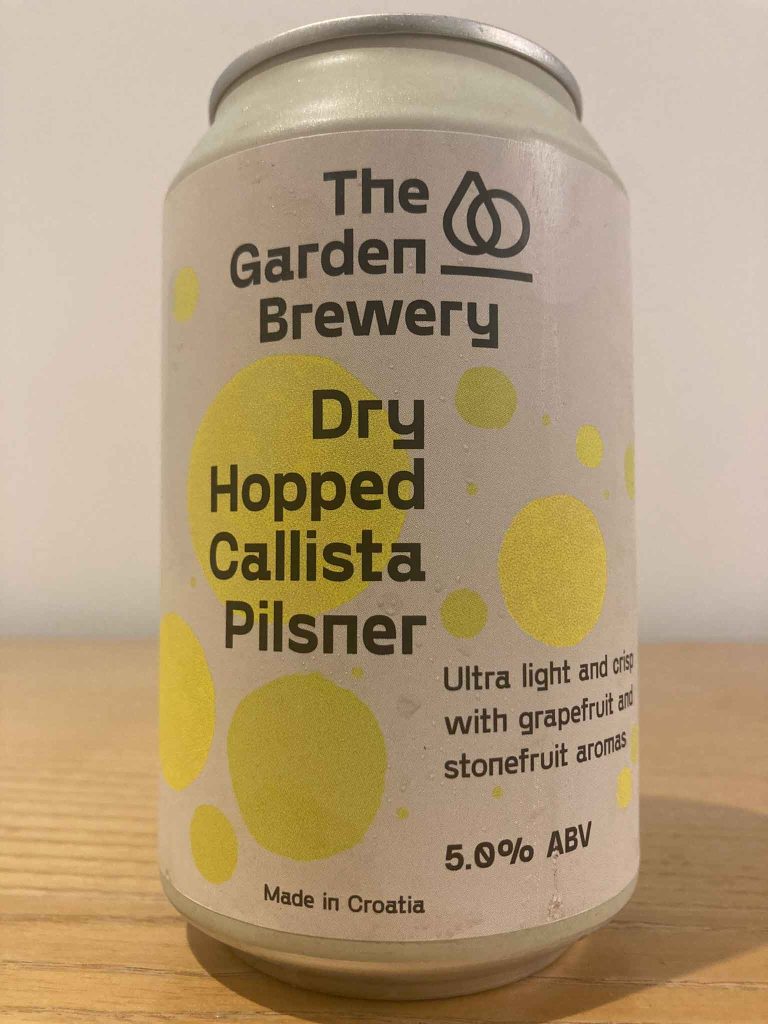 The
Garden
Brewery
Dry
Hopped
Callista
Pilsner
Ultra light and crisp
with grapefruit and
stonefruit aromas
5.0% ABV
Made in Croatia